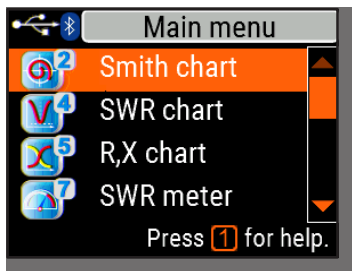 Main menu
2 Smith chart
4 SWR chart
5 R,X chart
7 SWR meter
Press 1 for help.